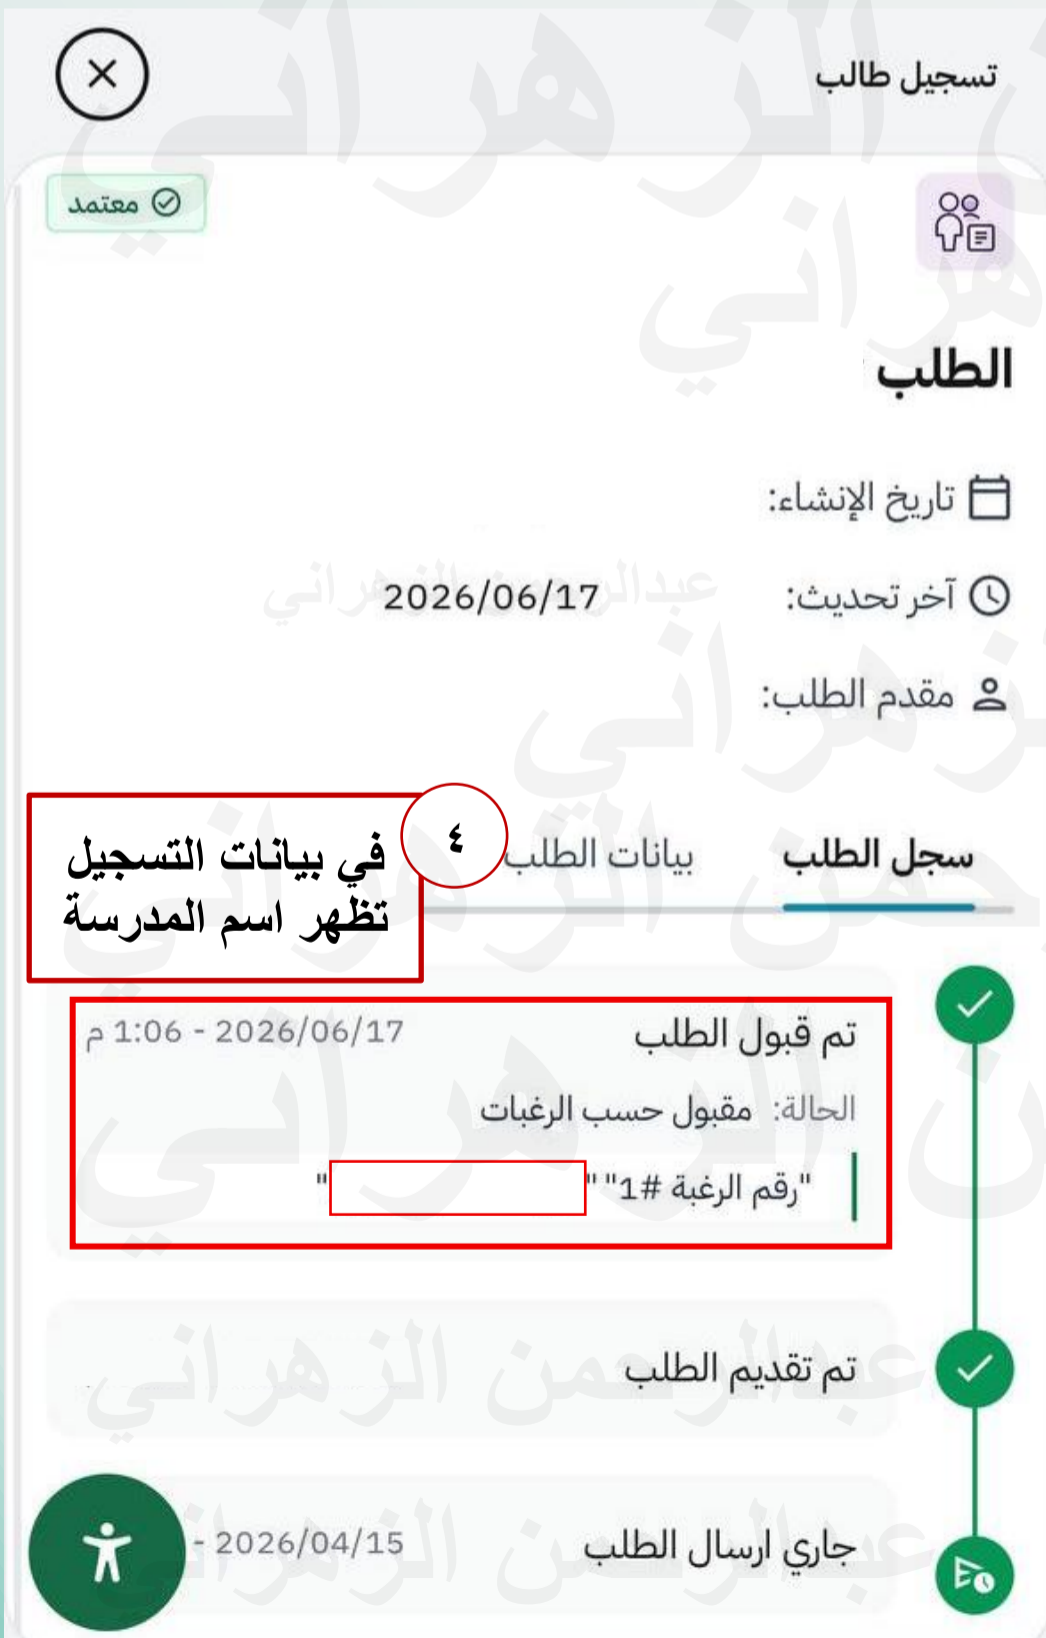 تسجيل طالب
معتمد
الطلب
تاريخ الإنشاء:
آخر تحديث: 2026/06/17
مقدم الطلب:
سجل الطلب بيانات الطلب
٤
في بيانات التسجيل
تظهر اسم المدرسة
تم قبول الطلب 2026/06/17 - 1:06 م
الحالة: مقبول حسب الرغبات
"رقم الرغبة #1" " "
تم تقديم الطلب
جاري ارسال الطلب 2026/04/15 -
عبدالرحمن الزهراني